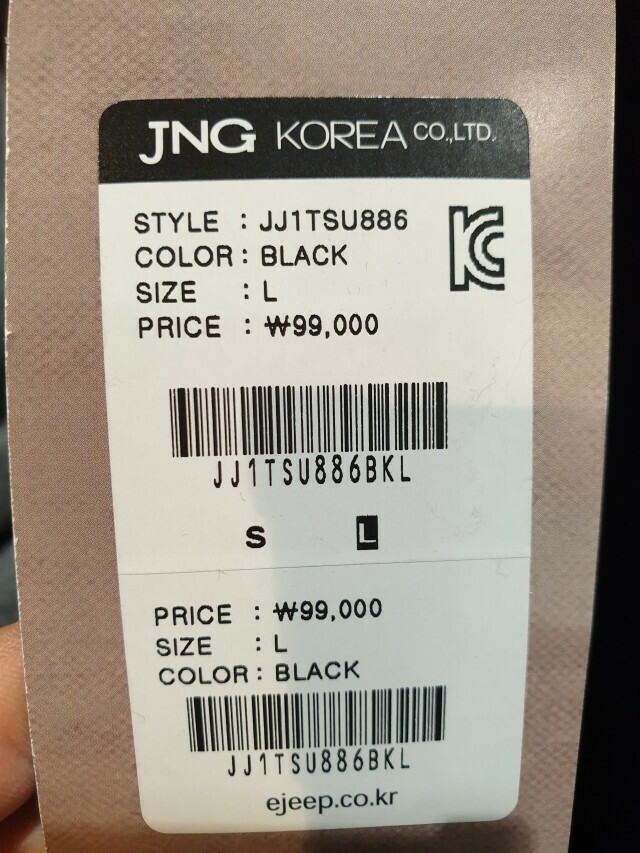 JNG KOREA CO.,LTD.
STYLE : JJ1TSU886
COLOR : BLACK
SIZE : L
PRICE : ₩99,000
JJ1TSU886BKL
S L
PRICE : ₩99,000
SIZE : L
COLOR : BLACK
JJ1TSU886BKL
ejeep.co.kr